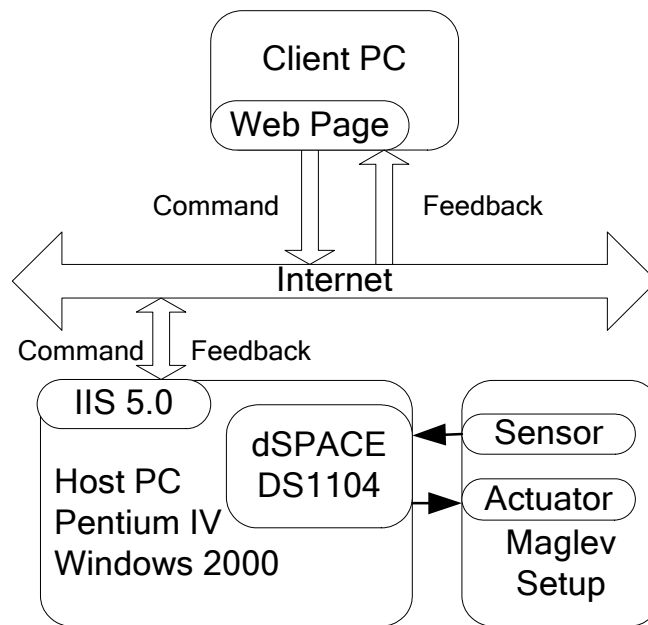 Client PC
Web Page
Command
Feedback
Internet
Command
Feedback
IIS 5.0
dSPACE
DS1104
Host PC
Pentium IV
Windows 2000
Sensor
Actuator
Maglev
Setup